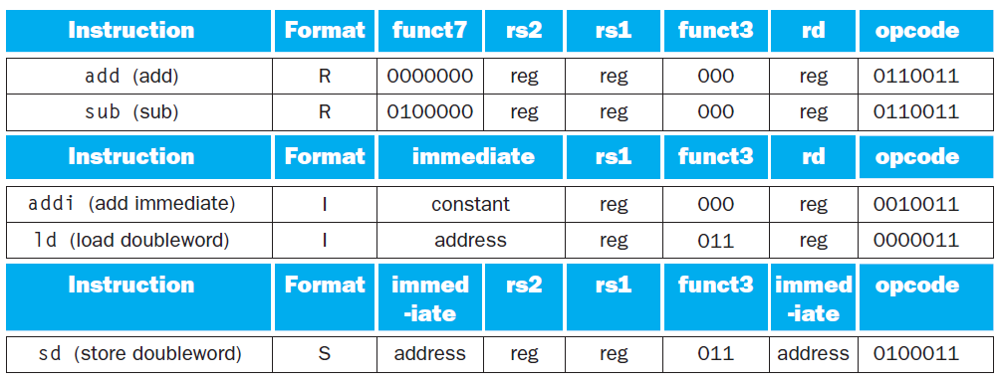 Instruction Format funct7 rs2 rs1 funct3 rd opcode
add (add) R 0000000 reg reg 000 reg 0110011
sub (sub) R 0100000 reg reg 000 reg 0110011
Instruction Format immediate rs1 funct3 rd opcode
addi (add immediate) I constant reg 000 reg 0010011
ld (load doubleword) I address reg 011 reg 0000011
Instruction Format immed rs2 rs1 funct3 immed opcode
-iate -iate
sd (store doubleword) S address reg reg 011 address 0100011